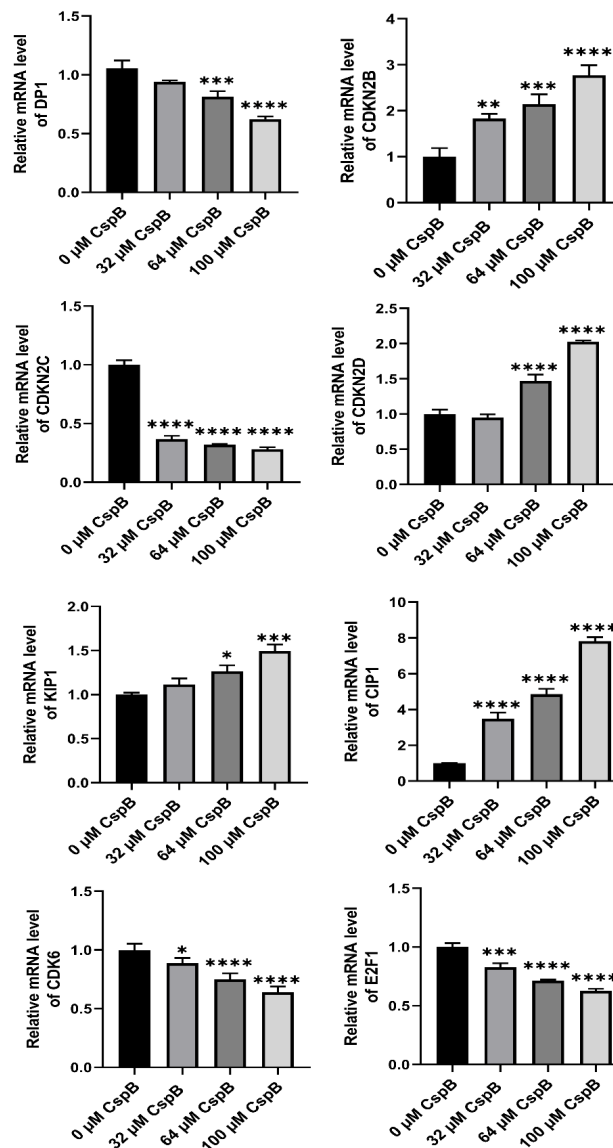 Relative mRNA level
of DP1
1.5
1.0
0.5
0.0
***
****
0 μM CspB
32 μM CspB
64 μM CspB
100 μM CspB
Relative mRNA level
of CDKN2B
4
3
2
1
0
**
***
****
0 μM CspB
32 μM CspB
64 μM CspB
100 μM CspB
Relative mRNA level
of CDKN2C
1.5
1.0
0.5
0.0
****
****
****
0 μM CspB
32 μM CspB
64 μM CspB
100 μM CspB
Relative mRNA level
of CDKN2D
2.5
2.0
1.5
1.0
0.5
0.0
****
****
0 μM CspB
32 μM CspB
64 μM CspB
100 μM CspB
Relative mRNA level
of KIP1
2.0
1.5
1.0
0.5
0.0
*
***
0 μM CspB
32 μM CspB
64 μM CspB
100 μM CspB
Relative mRNA level
of CIP1
10
8
6
4
2
0
****
****
****
0 μM CspB
32 μM CspB
64 μM CspB
100 μM CspB
Relative mRNA level
of CDK6
1.5
1.0
0.5
0.0
*
****
****
0 μM CspB
32 μM CspB
64 μM CspB
100 μM CspB
Relative mRNA level
of E2F1
1.5
1.0
0.5
0.0
***
****
****
0 μM CspB
32 μM CspB
64 μM CspB
100 μM CspB